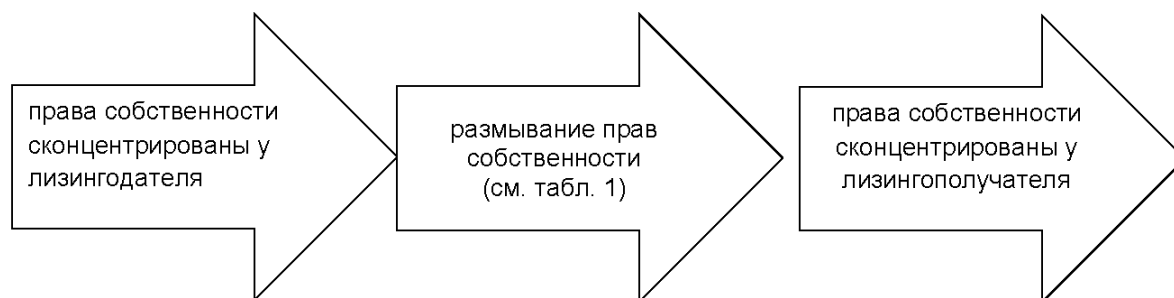 права собственности
сконцентрированы у
лизингодателя
размывание прав
собственности
(см. табл. 1)
права собственности
сконцентрированы у
лизингополучателя